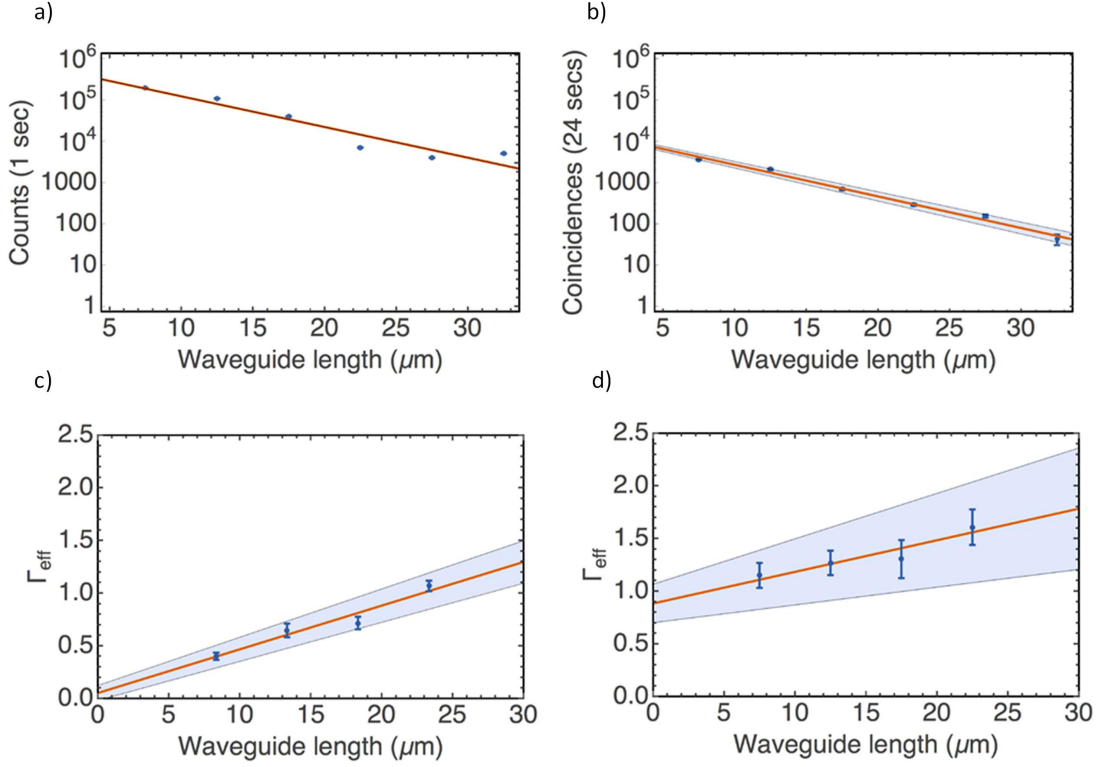 a)
b)
10⁶
10⁵
10⁴
1000
100
10
1
Counts (1 sec)
5 10 15 20 25 30
Waveguide length (µm)
10⁶
10⁵
10⁴
1000
100
10
1
Coincidences (24 secs)
5 10 15 20 25 30
Waveguide length (µm)
c)
d)
2.5
2.0
1.5
1.0
0.5
0.0
Γeff
0 5 10 15 20 25 30
Waveguide length (µm)
2.5
2.0
1.5
1.0
0.5
0.0
Γeff
0 5 10 15 20 25 30
Waveguide length (µm)